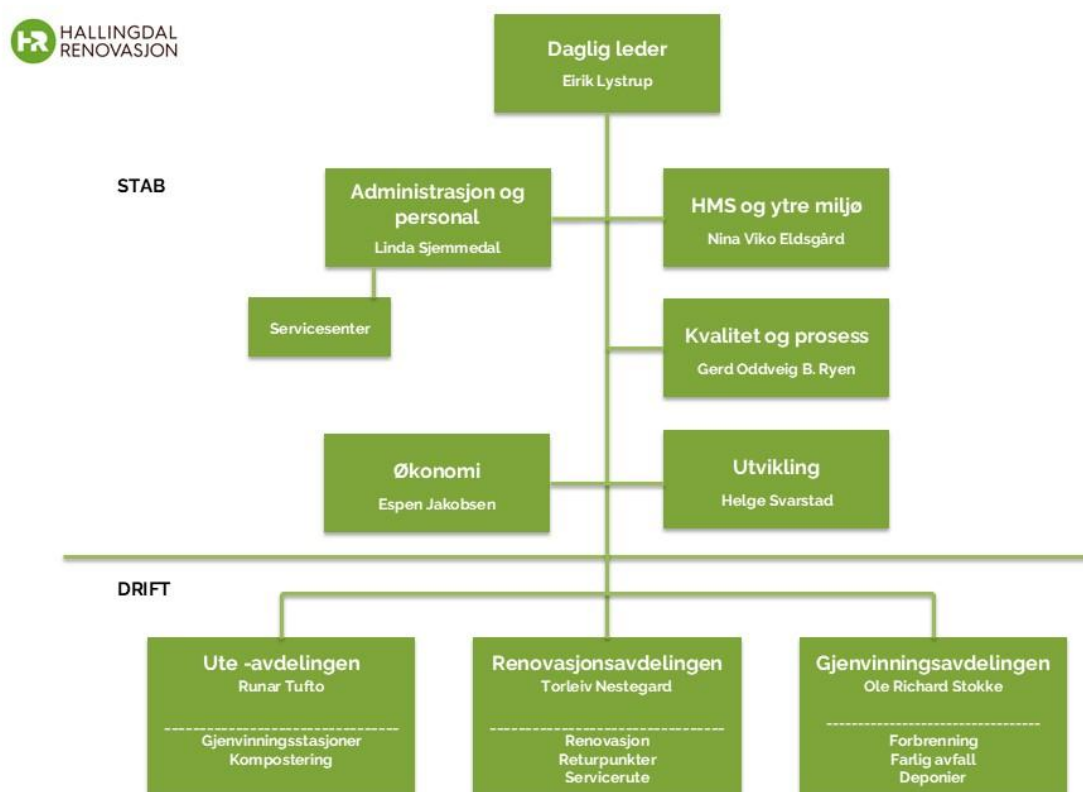 HR HALLINGDAL
RENOVASJON
Daglig leder
Eirik Lystrup
STAB
Administrasjon og
personal
Linda Sjemmedal
HMS og ytre miljø
Nina Viko Eldsgård
Servicesenter
Kvalitet og prosess
Gerd Oddveig B. Ryen
Økonomi
Espen Jakobsen
Utvikling
Helge Svarstad
DRIFT
Ute -avdelingen
Runar Tufto
Gjenvinningsstasjoner
Kompostering
Renovasjonsavdelingen
Torleiv Nestegard
Renovasjon
Returpunkter
Servicerute
Gjenvinningsavdelingen
Ole Richard Stokke
Forbrenning
Farlig avfall
Deponier